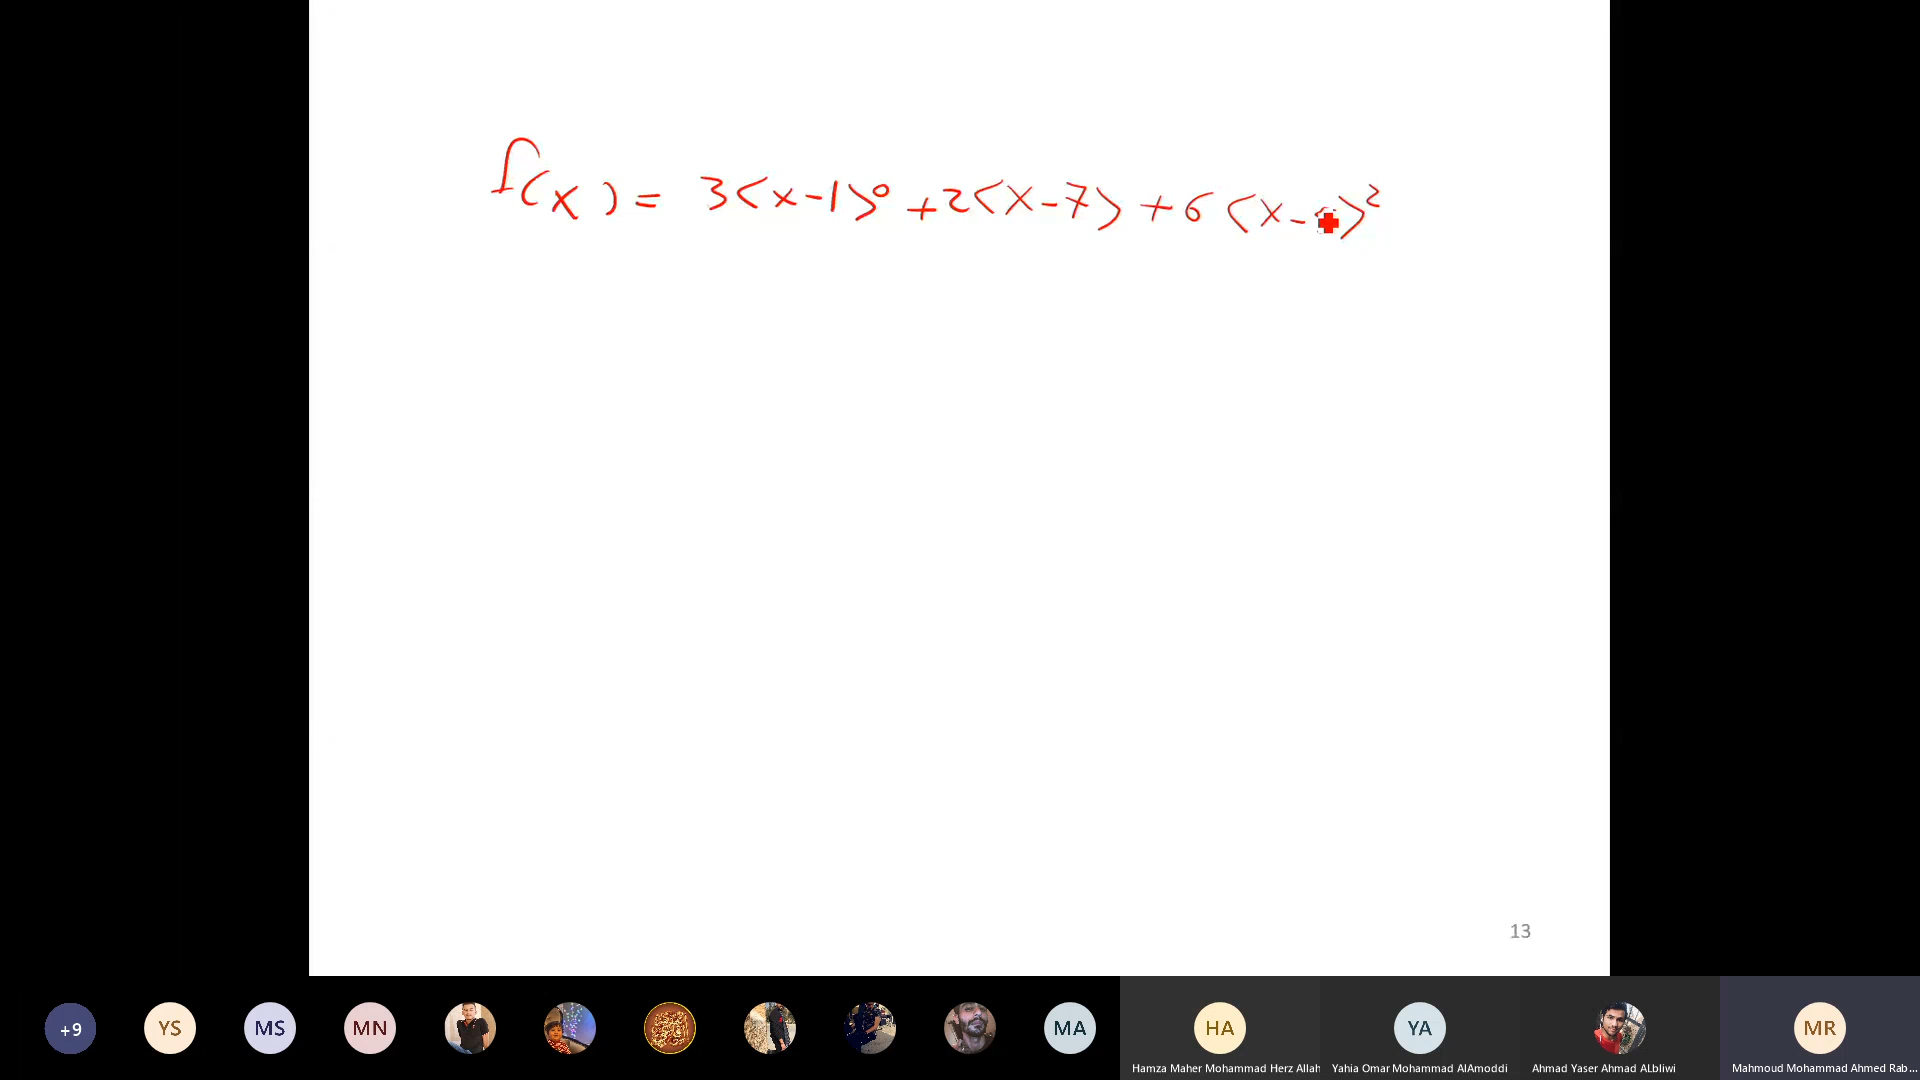 f(x) = 3<x-1>⁰ + 2<x-7> + 6<x- >²
13
+9
YS
MS
MN
MA
HA
YA
MR
Hamza Maher Mohammad Herz Allah
Yahia Omar Mohammad AlAmoddi
Ahmad Yaser Ahmad ALbliwi
Mahmoud Mohammad Ahmed Rab...